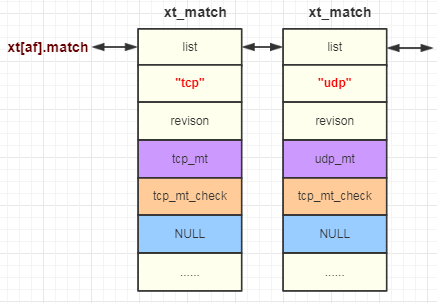 xt_match
xt_match
xt[af].match
list
list
"tcp"
"udp"
revison
revison
tcp_mt
udp_mt
tcp_mt_check
tcp_mt_check
NULL
NULL
......
......